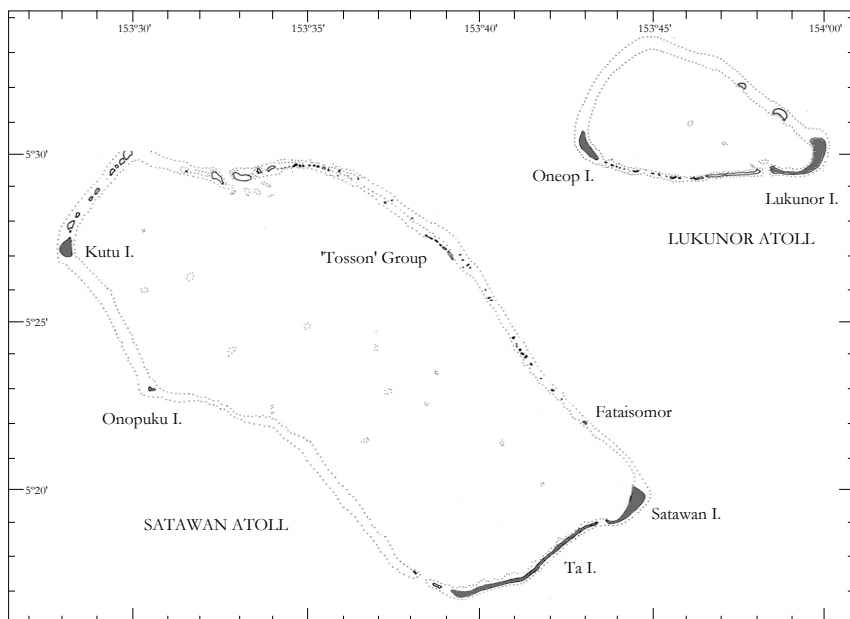 153°30' 153°35' 153°40' 153°45' 154°00'
5°30'
Oneop I.
Lukunor I.
LUKUNOR ATOLL
Kutu I.
'Tosson' Group
5°25'
Onopuku I.
Fataisomor
5°20'
SATAWAN ATOLL
Satawan I.
Ta I.